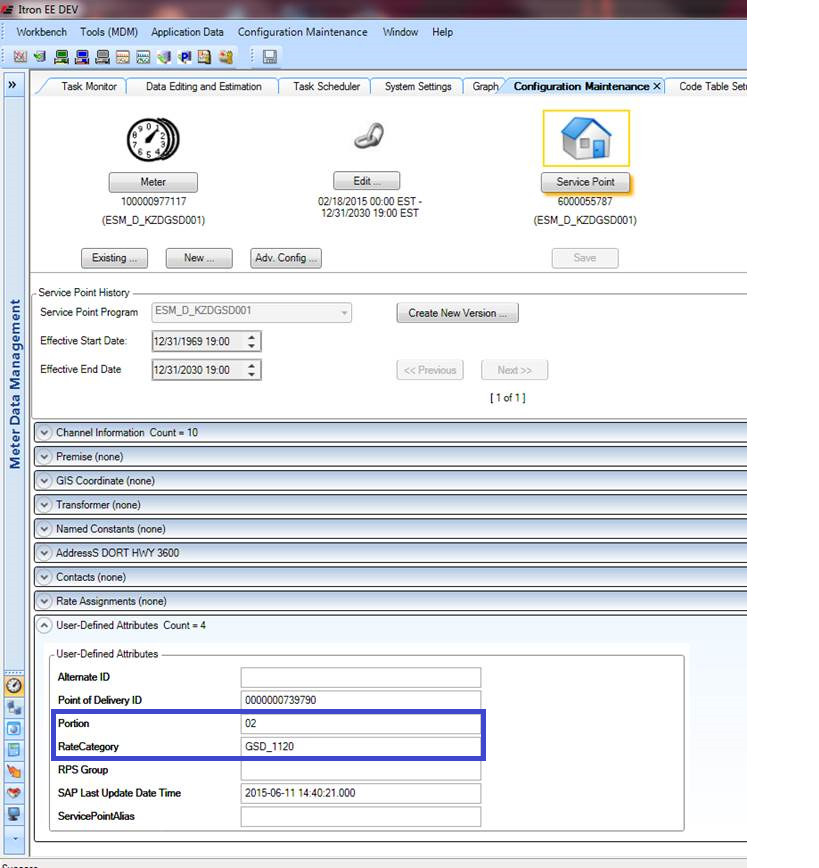 Itron EE DEV
Workbench Tools (MDM) Application Data Configuration Maintenance Window Help
Task Monitor Data Editing and Estimation Task Scheduler System Settings Graph Configuration Maintenance Code Table
Meter Edit ... Service Point
100000977117 02/18/2015 00:00 EST - 6000055787
(ESM_D_KZDGSD001) 12/31/2030 19:00 EST (ESM_D_KZDGSD001)
Existing ... New ... Adv. Config ... Save
Service Point History
Service Point Program ESM_D_KZDGSD001 Create New Version ...
Effective Start Date: 12/31/1969 19:00
Effective End Date 12/31/2030 19:00 << Previous Next >>
[ 1 of 1 ]
Meter Data Management
Channel Information Count = 10
Premise (none)
GIS Coordinate (none)
Transformer (none)
Named Constants (none)
AddressS DORT HWY 3600
Contacts (none)
Rate Assignments (none)
User-Defined Attributes Count = 4
User-Defined Attributes
Alternate ID
Point of Delivery ID 0000000739790
Portion 02
RateCategory GSD_1120
RPS Group
SAP Last Update Date Time 2015-06-11 14:40:21.000
ServicePointAlias